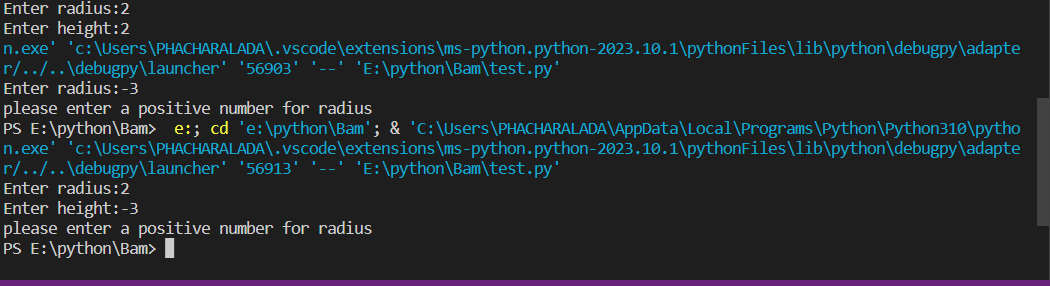 Enter radius:2
Enter height:2
n.exe' 'c:\Users\PHACHARALADA\.vscode\extensions\ms-python.python-2023.10.1\pythonFiles\lib\python\debugpy\adapte
r/../..\debugpy\launcher' '56903' '--' 'E:\python\Bam\test.py'
Enter radius:-3
please enter a positive number for radius
PS E:\python\Bam>  e:; cd 'e:\python\Bam'; & 'C:\Users\PHACHARALADA\AppData\Local\Programs\Python\Python310\pytho
n.exe' 'c:\Users\PHACHARALADA\.vscode\extensions\ms-python.python-2023.10.1\pythonFiles\lib\python\debugpy\adapte
r/../..\debugpy\launcher' '56913' '--' 'E:\python\Bam\test.py'
Enter radius:2
Enter height:-3
please enter a positive number for radius
PS E:\python\Bam>